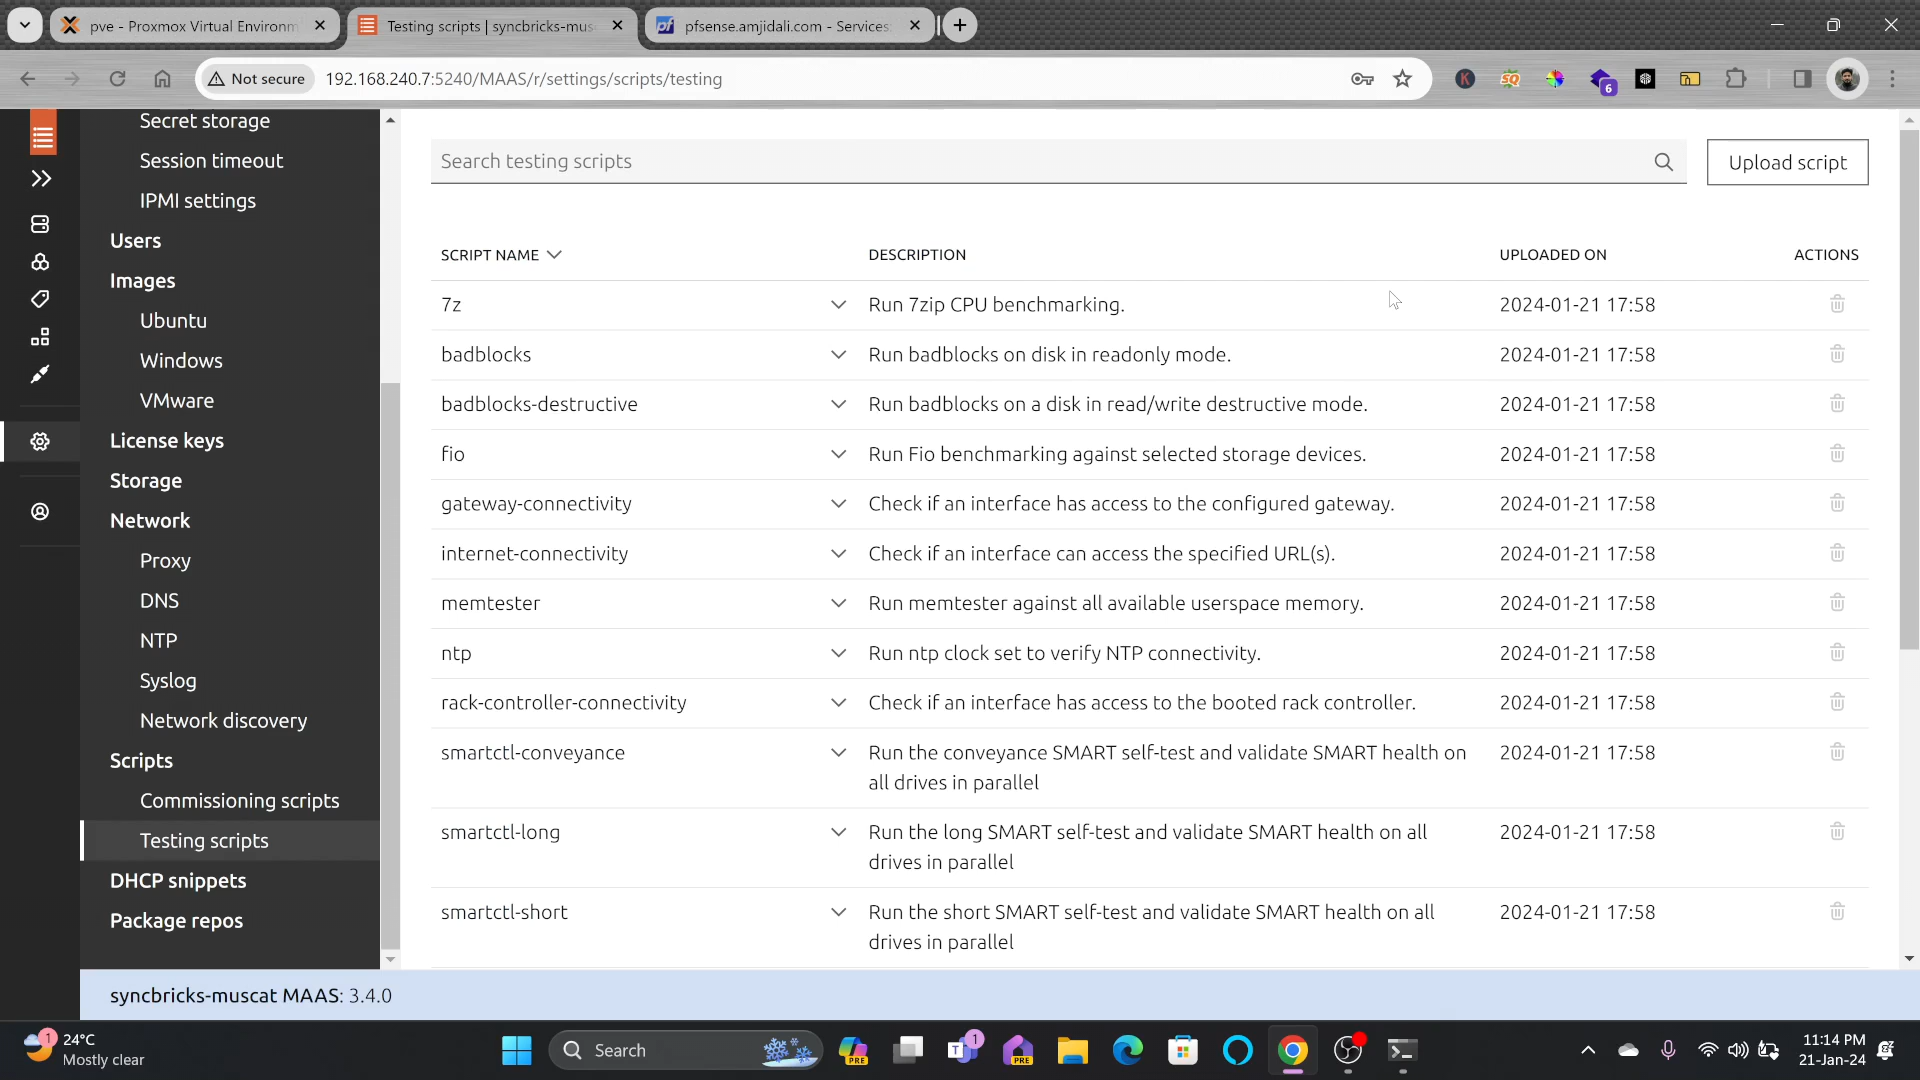 pve - Proxmox Virtual Environm
Testing scripts | syncbricks-mus
pfsense.amjidali.com - Services:
Not secure
192.168.240.7:5240/MAAS/r/settings/scripts/testing
6
Secret storage
Session timeout
IPMI settings
Users
Images
Ubuntu
Windows
VMware
License keys
Storage
Network
Proxy
DNS
NTP
Syslog
Network discovery
Scripts
Commissioning scripts
Testing scripts
DHCP snippets
Package repos
Search testing scripts
Upload script
SCRIPT NAME DESCRIPTION UPLOADED ON ACTIONS
7z Run 7zip CPU benchmarking. 2024-01-21 17:58
badblocks Run badblocks on disk in readonly mode. 2024-01-21 17:58
badblocks-destructive Run badblocks on a disk in read/write destructive mode. 2024-01-21 17:58
fio Run Fio benchmarking against selected storage devices. 2024-01-21 17:58
gateway-connectivity Check if an interface has access to the configured gateway. 2024-01-21 17:58
internet-connectivity Check if an interface can access the specified URL(s). 2024-01-21 17:58
memtester Run memtester against all available userspace memory. 2024-01-21 17:58
ntp Run ntp clock set to verify NTP connectivity. 2024-01-21 17:58
rack-controller-connectivity Check if an interface has access to the booted rack controller. 2024-01-21 17:58
smartctl-conveyance Run the conveyance SMART self-test and validate SMART health on 2024-01-21 17:58
all drives in parallel
smartctl-long Run the long SMART self-test and validate SMART health on all 2024-01-21 17:58
drives in parallel
smartctl-short Run the short SMART self-test and validate SMART health on all 2024-01-21 17:58
drives in parallel
syncbricks-muscat MAAS: 3.4.0
1
24°C
Mostly clear
Search
PRE
1
PRE
11:14 PM
21-Jan-24